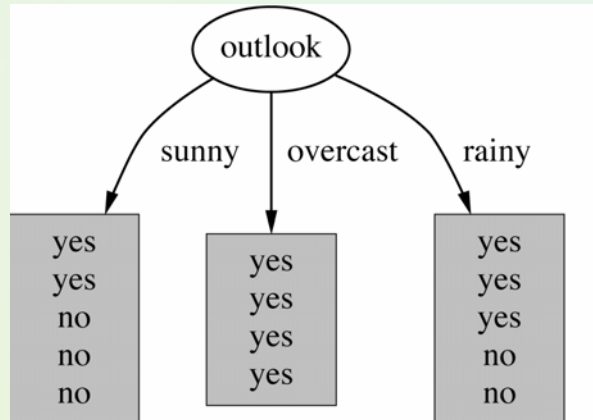 outlook
sunny
overcast
rainy
yes
yes
no
no
no
yes
yes
yes
yes
yes
yes
yes
no
no